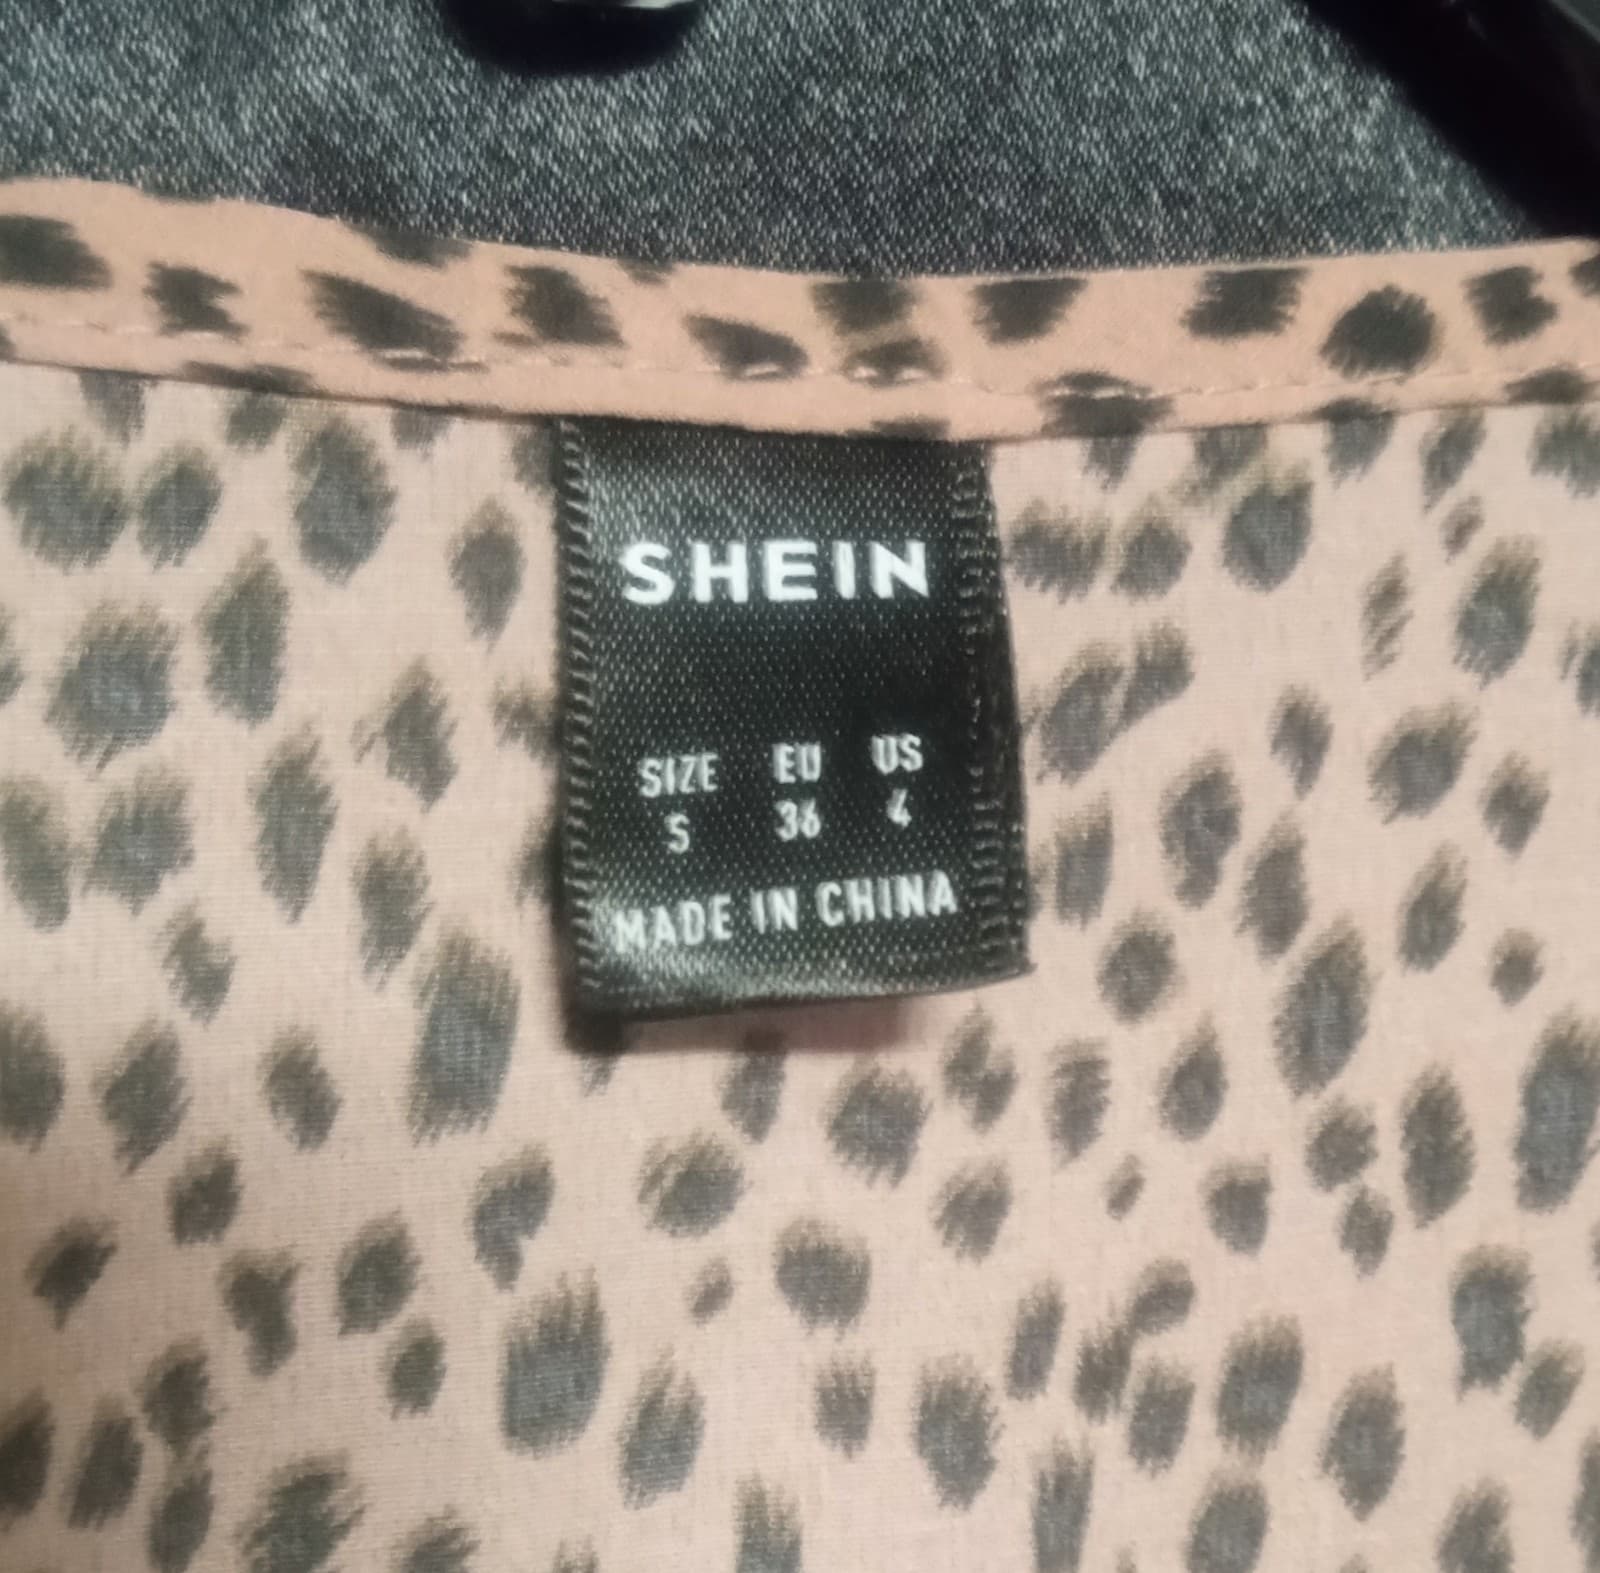 SHEIN
SIZE EU US
S 36 4
MADE IN CHINA